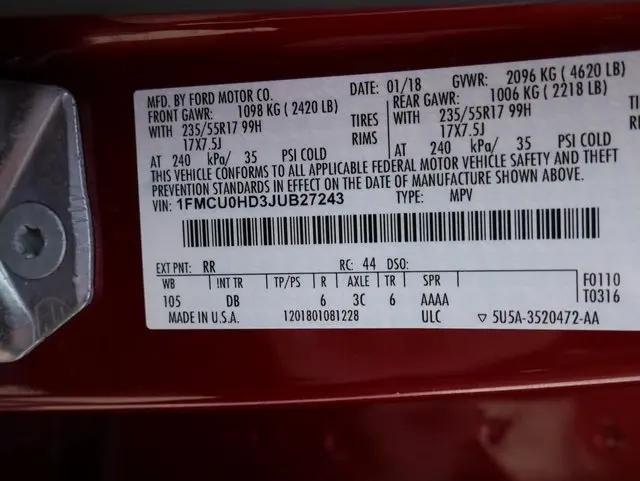 MFD. BY FORD MOTOR CO. DATE: 01/18 GVWR: 2096 KG ( 4620 LB)
FRONT GAWR: 1098 KG ( 2420 LB) REAR GAWR: 1006 KG ( 2218 LB)
WITH 235/55R17 99H TIRES WITH 235/55R17 99H TIRES
17X7.5J RIMS 17X7.5J
AT 240 kPa/ 35 PSI COLD AT 240 kPa/ 35 PSI COLD
THIS VEHICLE CONFORMS TO ALL APPLICABLE FEDERAL MOTOR VEHICLE SAFETY AND THEFT
PREVENTION STANDARDS IN EFFECT ON THE DATE OF MANUFACTURE SHOWN ABOVE.
VIN: 1FMCU0HD3JUB27243 TYPE: MPV
EXT PNT: RR RC: 44 DSO:
WB INT TR TP/PS R AXLE TR SPR F0110
105 DB 6 3C 6 AAAA T0316
MADE IN U.S.A. 1201801081228 ULC ▽ 5U5A-3520472-AA